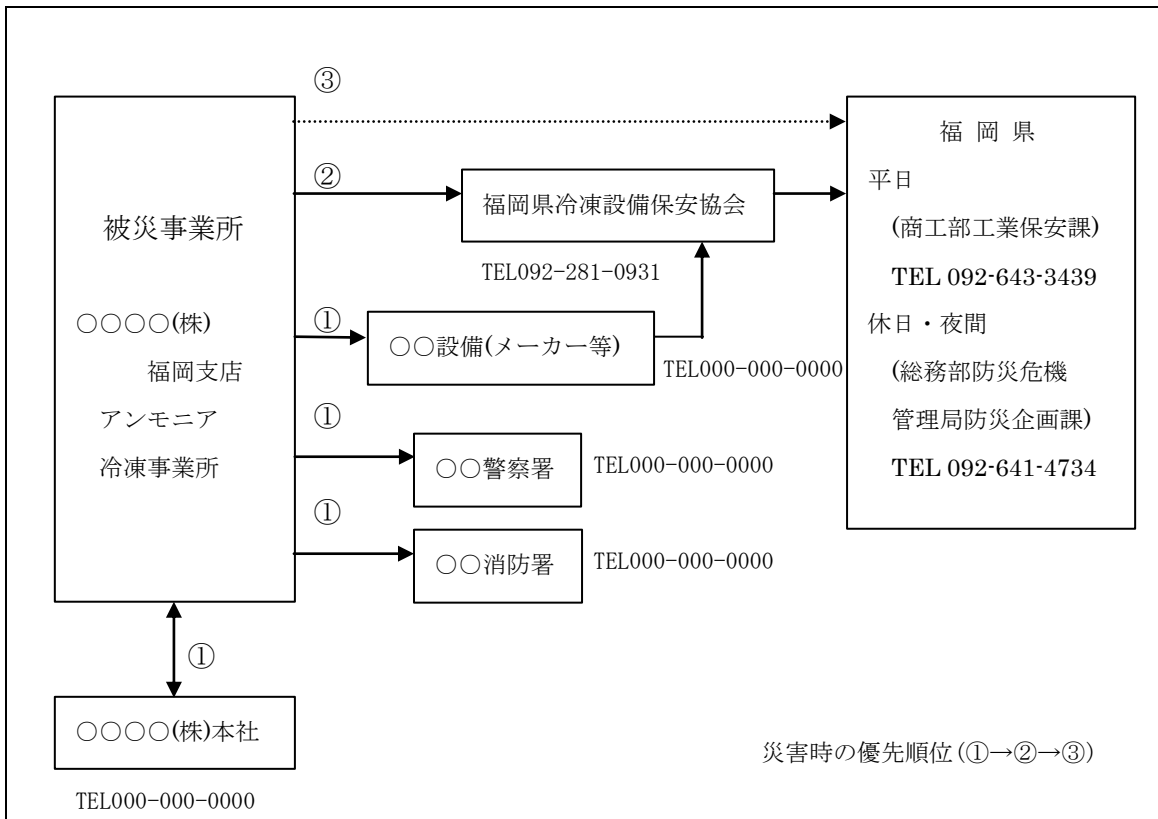 ③
福 岡 県
平日
(商工部工業保安課)
TEL 092-643-3439
休日・夜間
(総務部防災危機
管理局防災企画課)
TEL 092-641-4734
②
福岡県冷凍設備保安協会
TEL092-281-0931
被災事業所
○○○○(株)
福岡支店
アンモニア
冷凍事業所
①
○○設備(メーカー等)
TEL000-000-0000
①
○○警察署
TEL000-000-0000
①
○○消防署
TEL000-000-0000
①
○○○○(株)本社
TEL000-000-0000
災害時の優先順位(①→②→③)